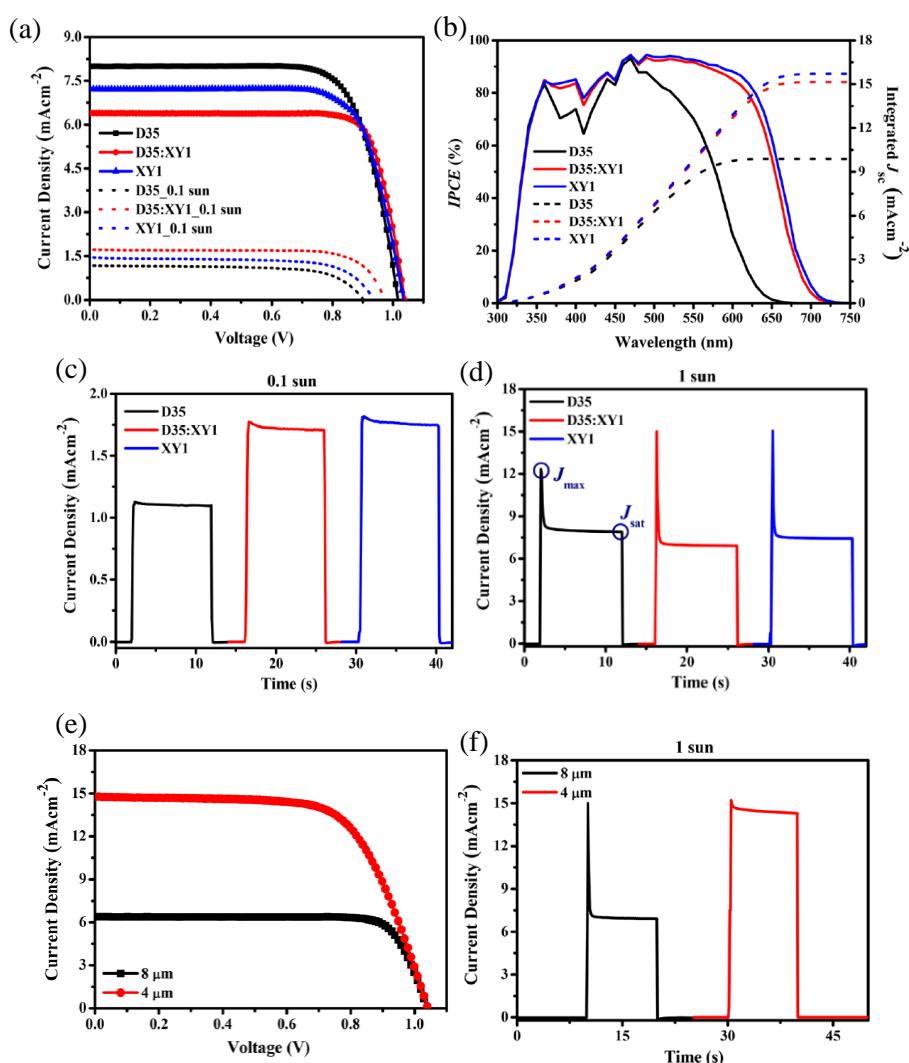 (a)
9.0
7.5
6.0
4.5
3.0
1.5
0.0
Current Density (mAcm-2)
D35
D35:XY1
XY1
D35_0.1 sun
D35:XY1_0.1 sun
XY1_0.1 sun
0.0 0.2 0.4 0.6 0.8 1.0
Voltage (V)
(b)
100
80
60
40
20
0
IPCE (%)
D35
D35:XY1
XY1
D35
D35:XY1
XY1
18
15
12
9
6
3
0
Integrated Jsc (mAcm-2)
300 350 400 450 500 550 600 650 700 750
Wavelength (nm)
(c)
0.1 sun
2.0
1.5
1.0
0.5
0.0
Current Density (mAcm-2)
D35
D35:XY1
XY1
0 10 20 30 40
Time (s)
(d)
1 sun
18
15
12
9
6
3
0
Current Density (mAcm-2)
D35
D35:XY1
XY1
Jmax
Jsat
0 10 20 30 40
Time (s)
(e)
18
15
12
9
6
3
0
Current Density (mAcm-2)
8 μm
4 μm
0.0 0.2 0.4 0.6 0.8 1.0
Voltage (V)
(f)
1 sun
18
15
12
9
6
3
0
Current Density (mAcm-2)
8 μm
4 μm
0 15 30 45
Time (s)